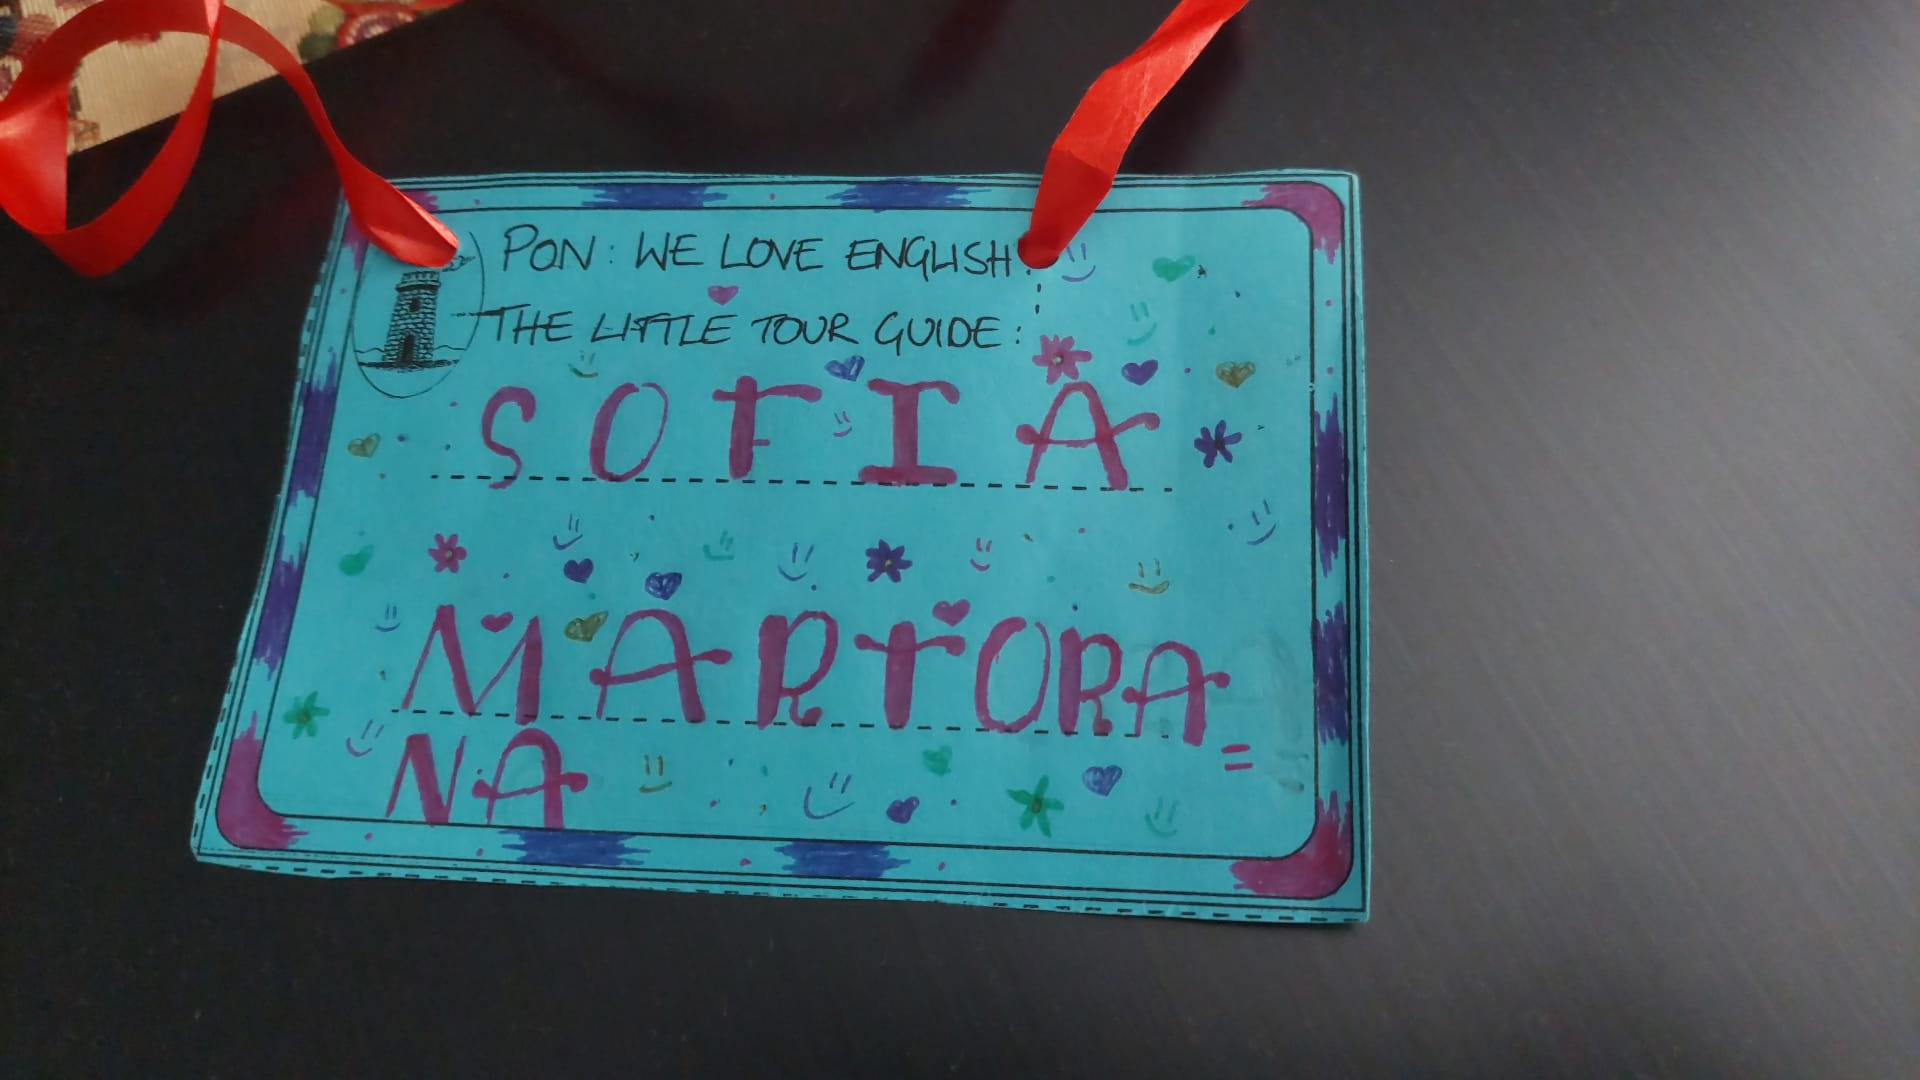 PON: WE LOVE ENGLISH!
THE LITTLE TOUR GUIDE:
SOFIA
MARTORA=
NA